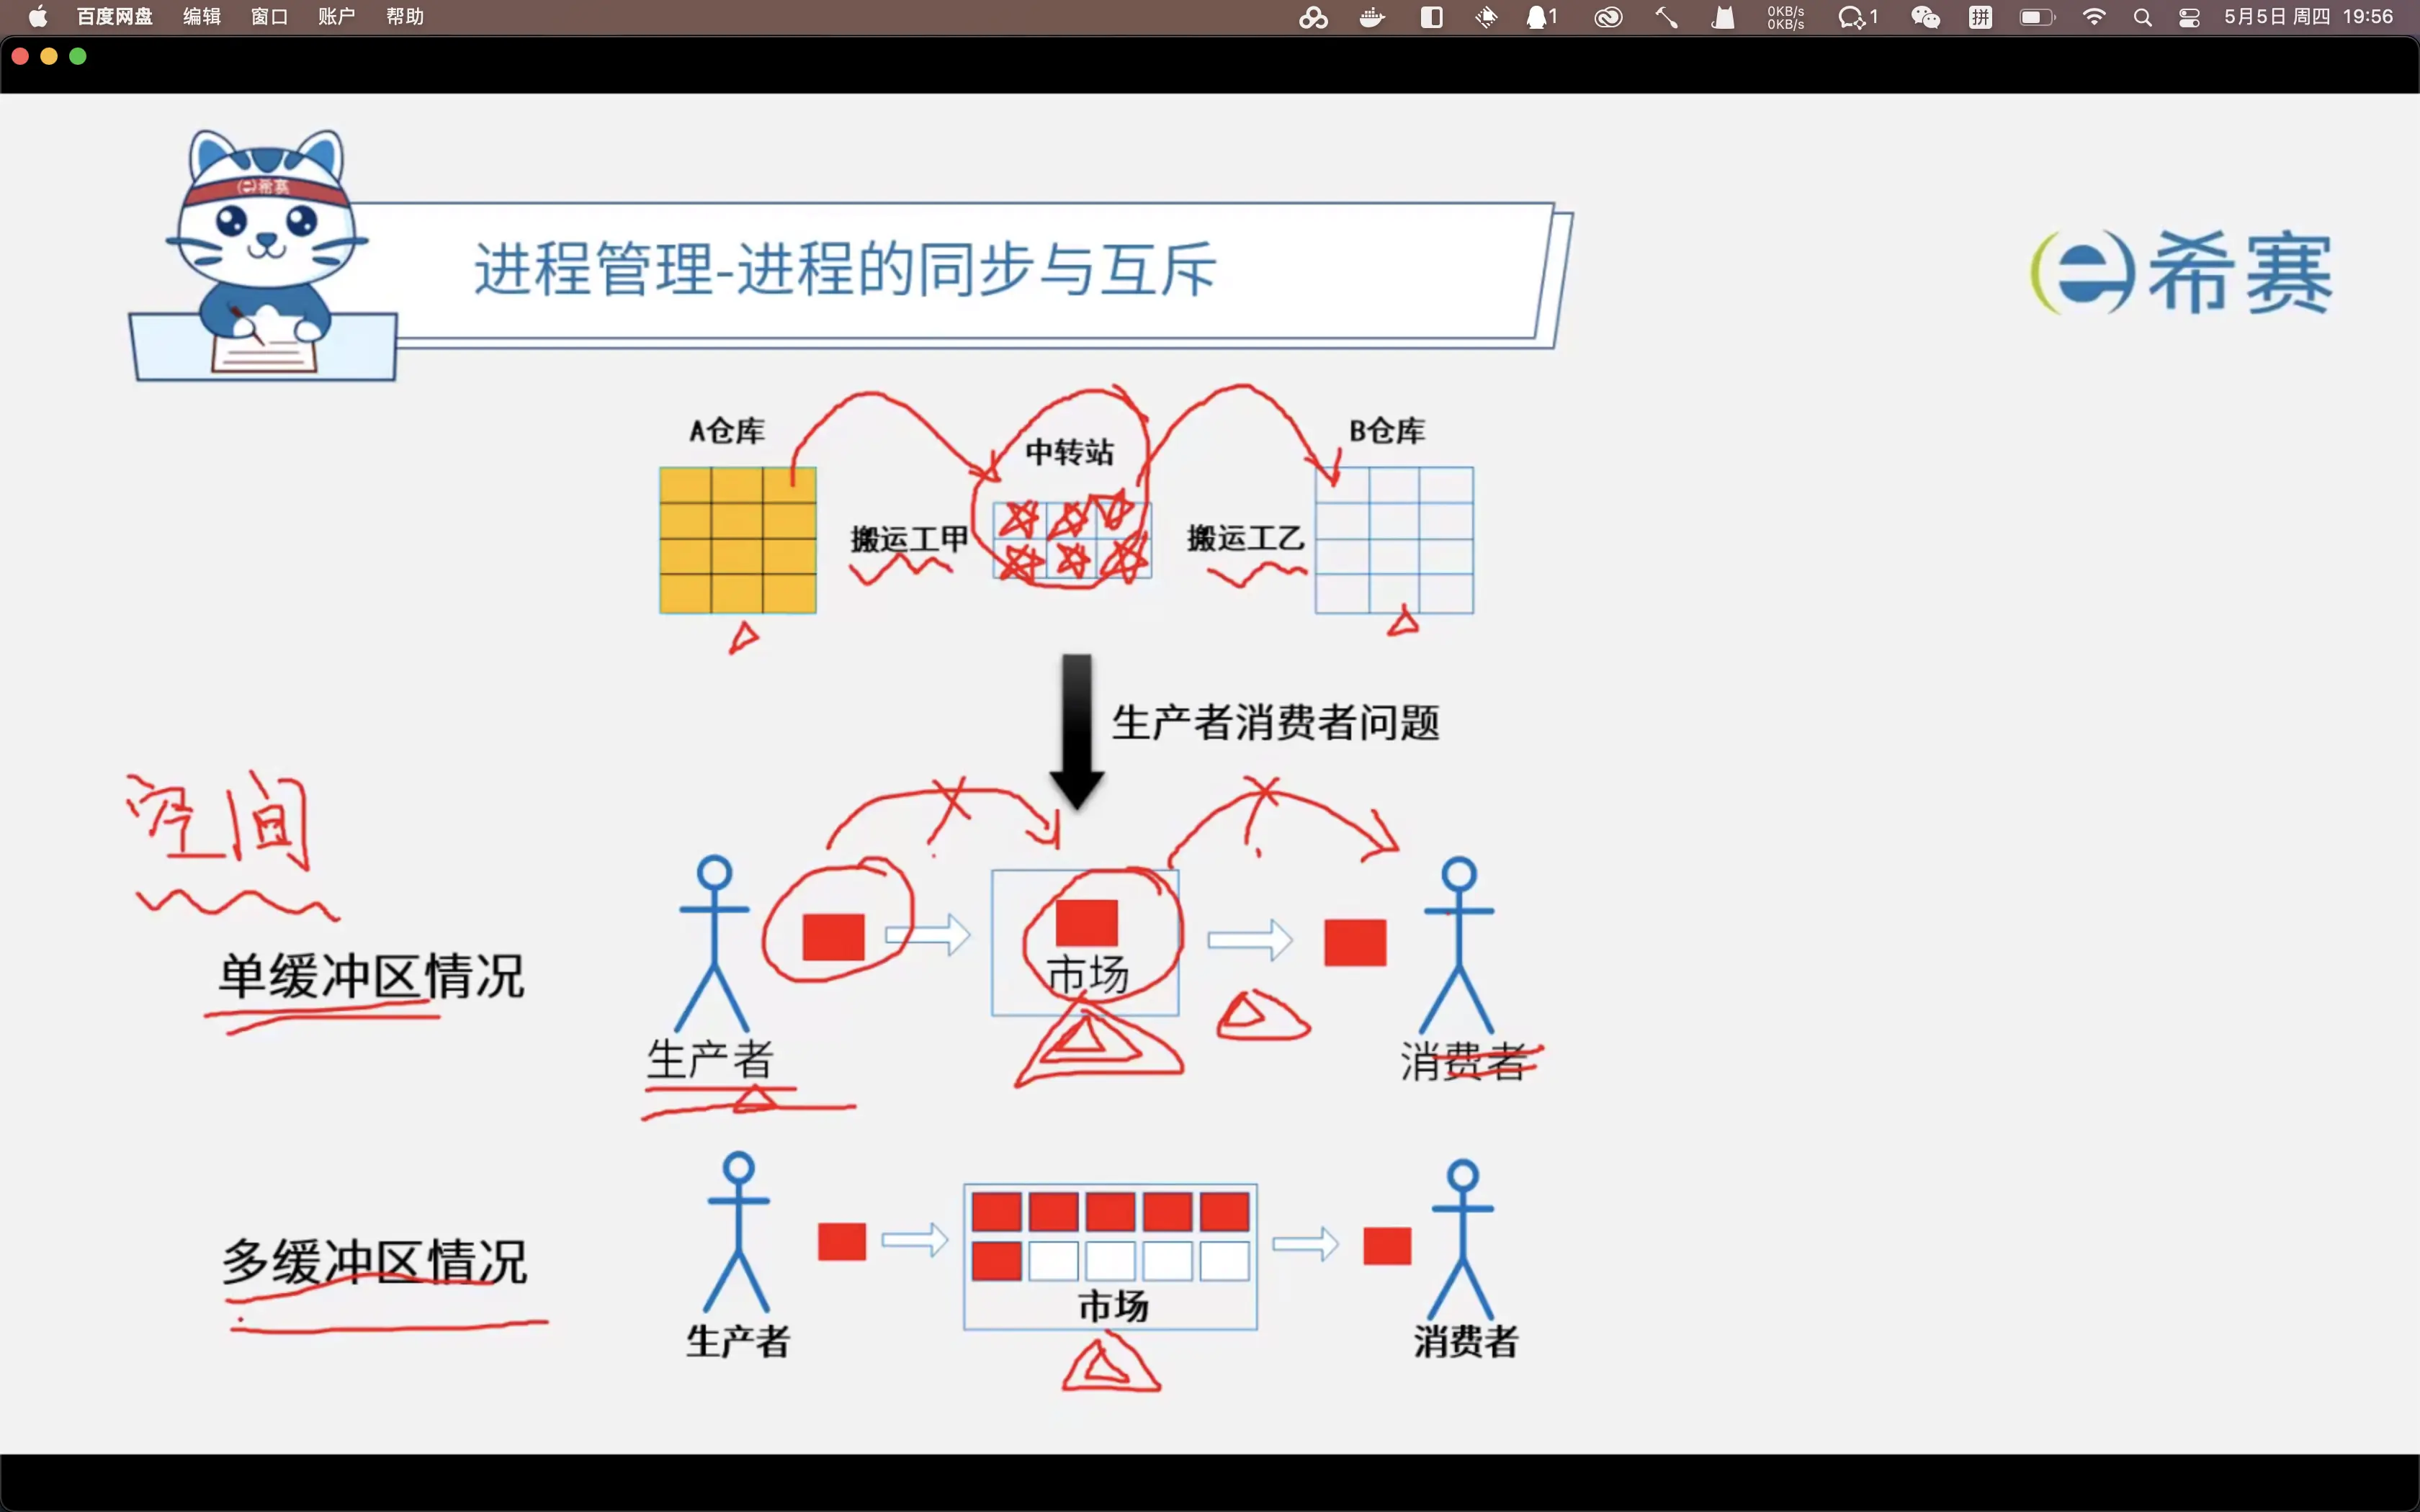 百度网盘 编辑 窗口 账户 帮助 1 0KB/s 0KB/s 1 拼 5月5日 周四 19:56
希赛
进程管理-进程的同步与互斥
希赛
A仓库 中转站 B仓库
搬运工甲 搬运工乙
生产者消费者问题
空间
单缓冲区情况
市场
生产者 消费者
多缓冲区情况
市场
生产者 消费者